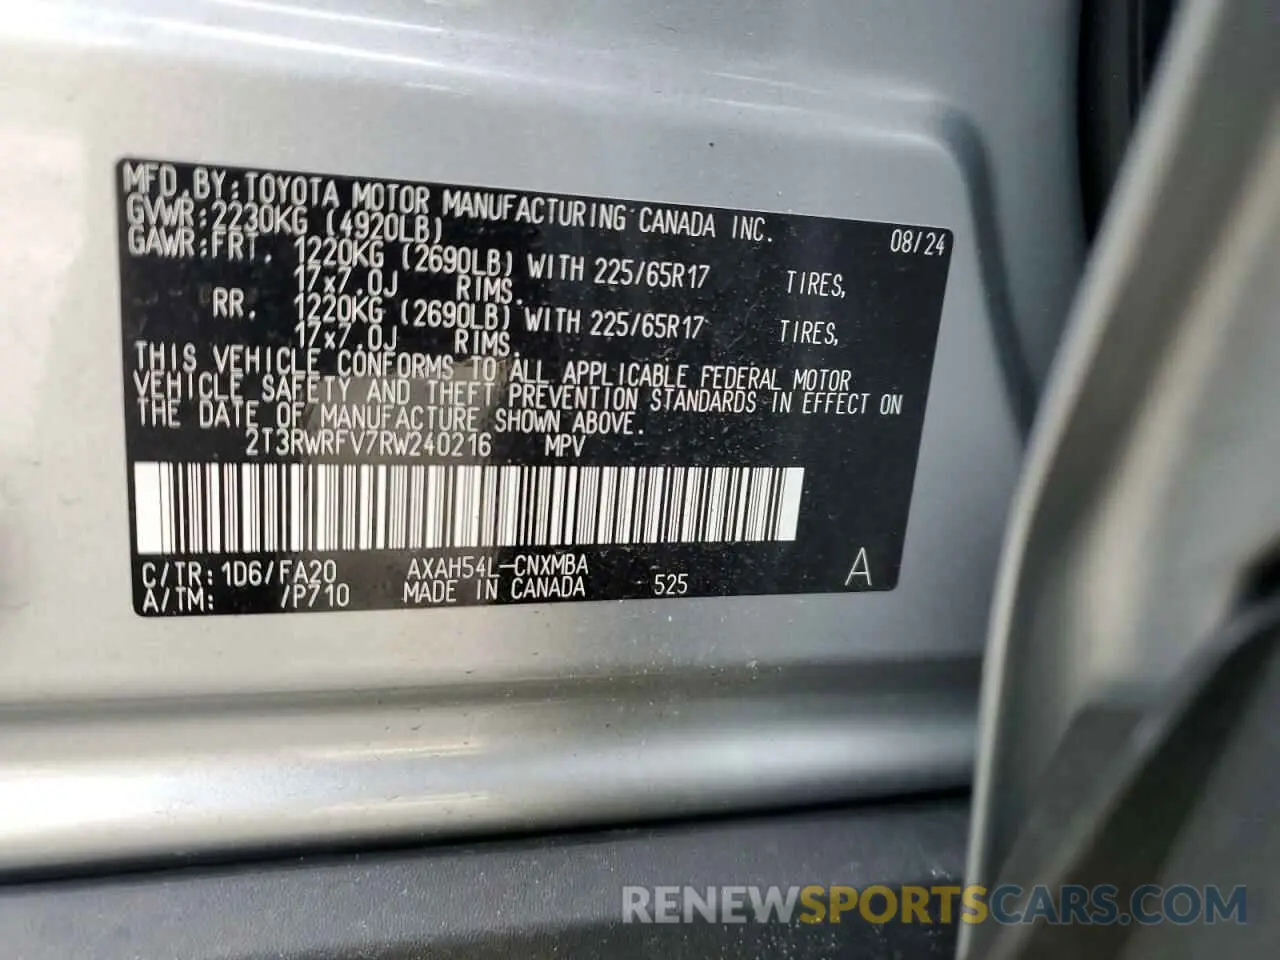 MFD.BY:TOYOTA MOTOR MANUFACTURING CANADA INC. 08/24
GVWR:2230KG (4920LB)
GAWR:FRT. 1220KG (2690LB) WITH 225/65R17 TIRES,
17x7.0J RIMS.
RR. 1220KG (2690LB) WITH 225/65R17 TIRES,
17x7.0J RIMS.
THIS VEHICLE CONFORMS TO ALL APPLICABLE FEDERAL MOTOR
VEHICLE SAFETY AND THEFT PREVENTION STANDARDS IN EFFECT ON
THE DATE OF MANUFACTURE SHOWN ABOVE.
2T3RWRFV7RW240216 MPV
C/TR:1D6/FA20 AXAH54L-CNXMBA
A/TM: /P710 MADE IN CANADA 525 A
RENEWSPORTSCARS.COM